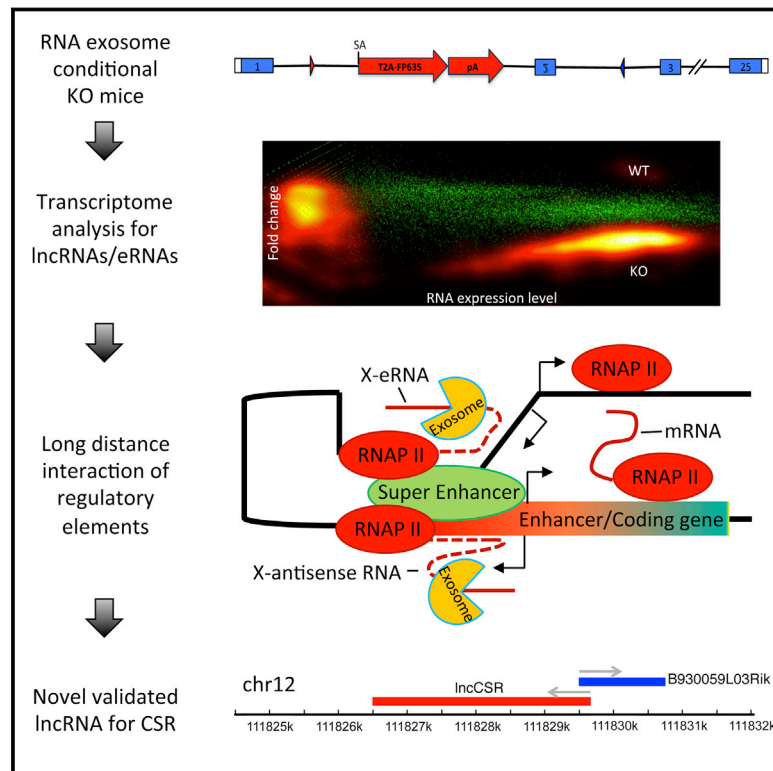 RNA exosome
conditional
KO mice
SA
1
T2A-FP635
pA
2
3
25
Transcriptome
analysis for
lncRNAs/eRNAs
Fold change
WT
KO
RNA expression level
Long distance
interaction of
regulatory
elements
X-eRNA
Exosome
RNAP II
RNAP II
mRNA
RNAP II
Super Enhancer
RNAP II
Enhancer/Coding gene
X-antisense RNA
Exosome
Novel validated
lncRNA for CSR
chr12
lncCSR
B930059L03Rik
111825k 111826k 111827k 111828k 111829k 111830k 111831k 111832k